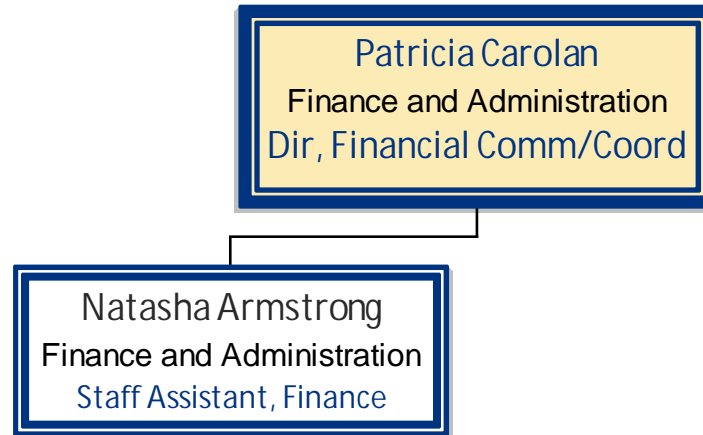 Patricia Carolan
Finance and Administration
Dir, Financial Comm/Coord
Natasha Armstrong
Finance and Administration
Staff Assistant, Finance